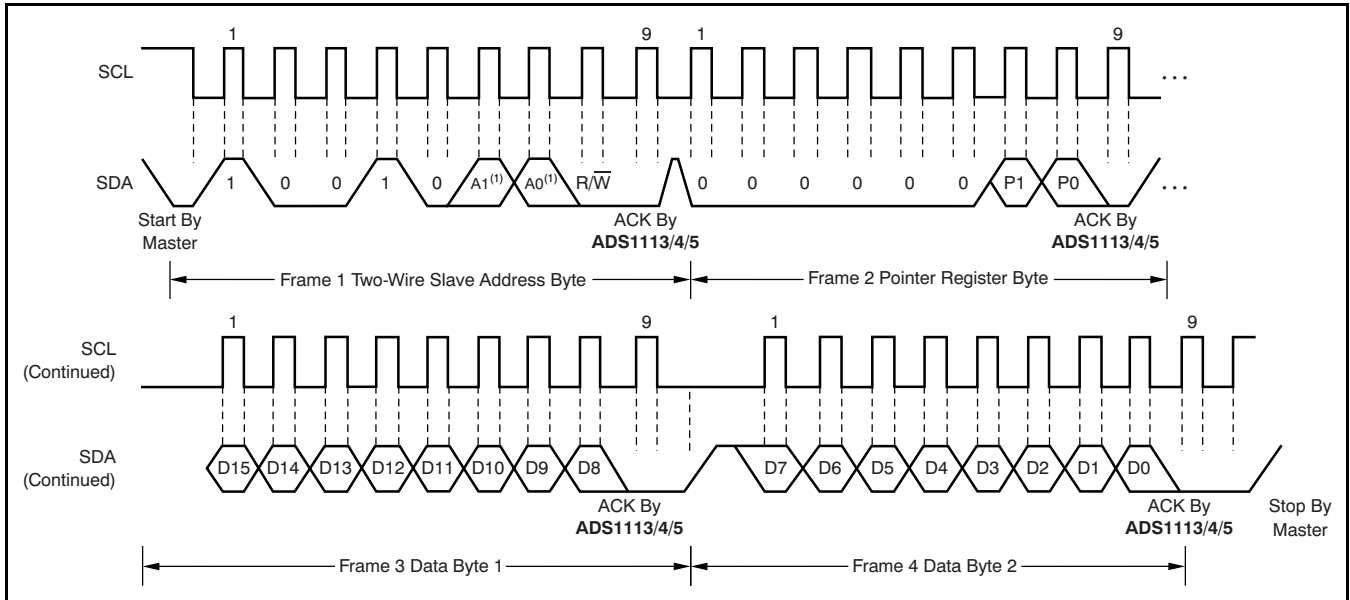 1 9 1 9
SCL ...
SDA 1 0 0 1 0 A1(1) A0(1) R/W̅ 0 0 0 0 0 0 P1 P0 ...
Start By Master
ACK By ADS1113/4/5
ACK By ADS1113/4/5
Frame 1 Two-Wire Slave Address Byte
Frame 2 Pointer Register Byte
1 9 1 9
SCL (Continued)
SDA (Continued) D15 D14 D13 D12 D11 D10 D9 D8 D7 D6 D5 D4 D3 D2 D1 D0
ACK By ADS1113/4/5
ACK By ADS1113/4/5
Stop By Master
Frame 3 Data Byte 1
Frame 4 Data Byte 2